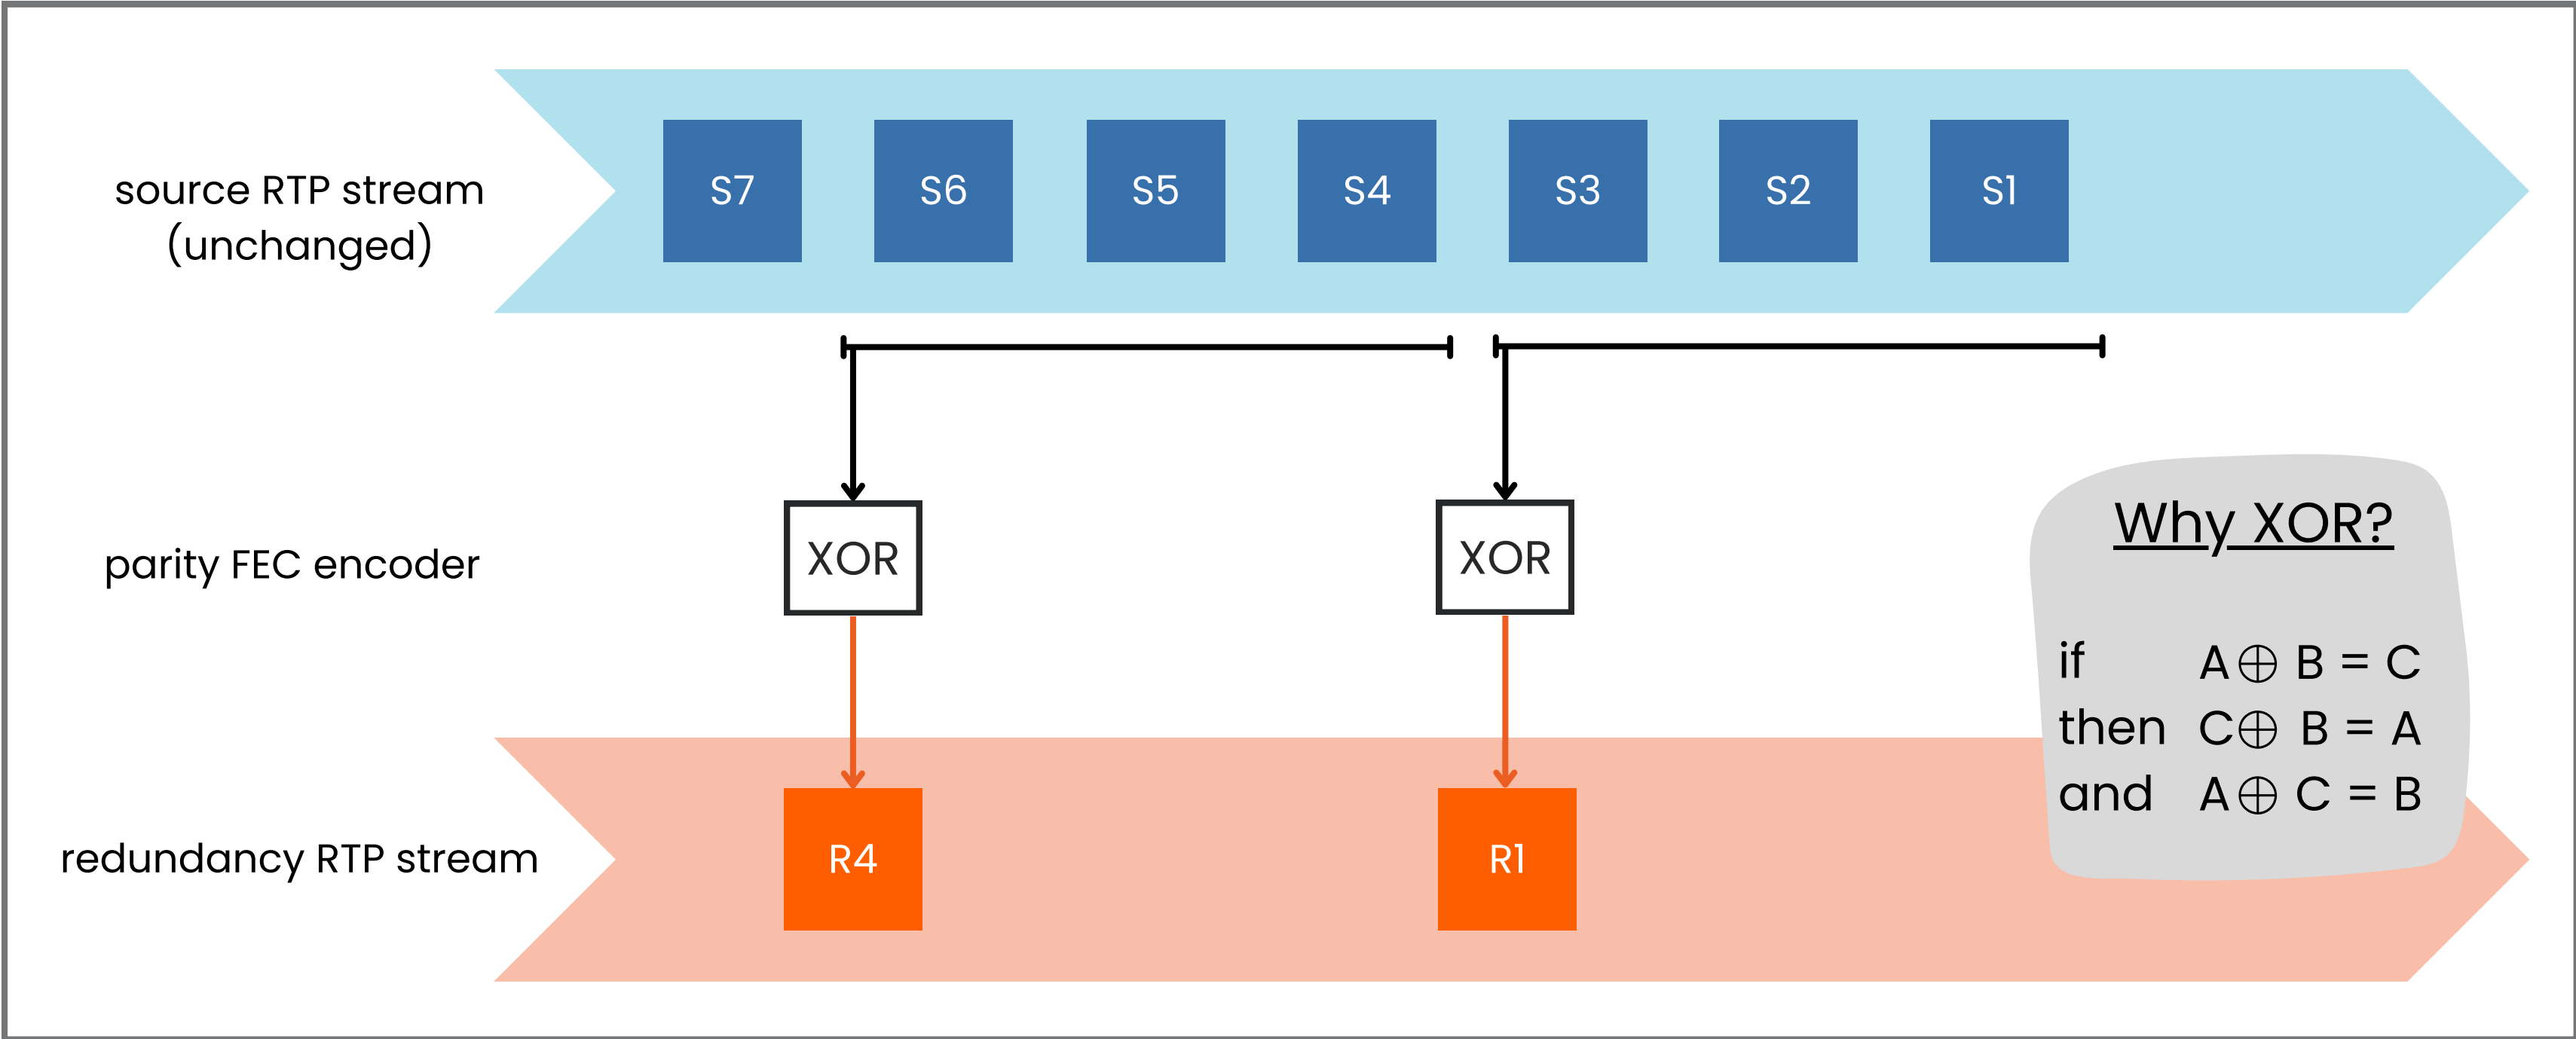 source RTP stream
(unchanged)
S7 S6 S5 S4 S3 S2 S1
parity FEC encoder
XOR XOR
Why XOR?
if A ⊕ B = C
then C ⊕ B = A
and A ⊕ C = B
redundancy RTP stream
R4 R1